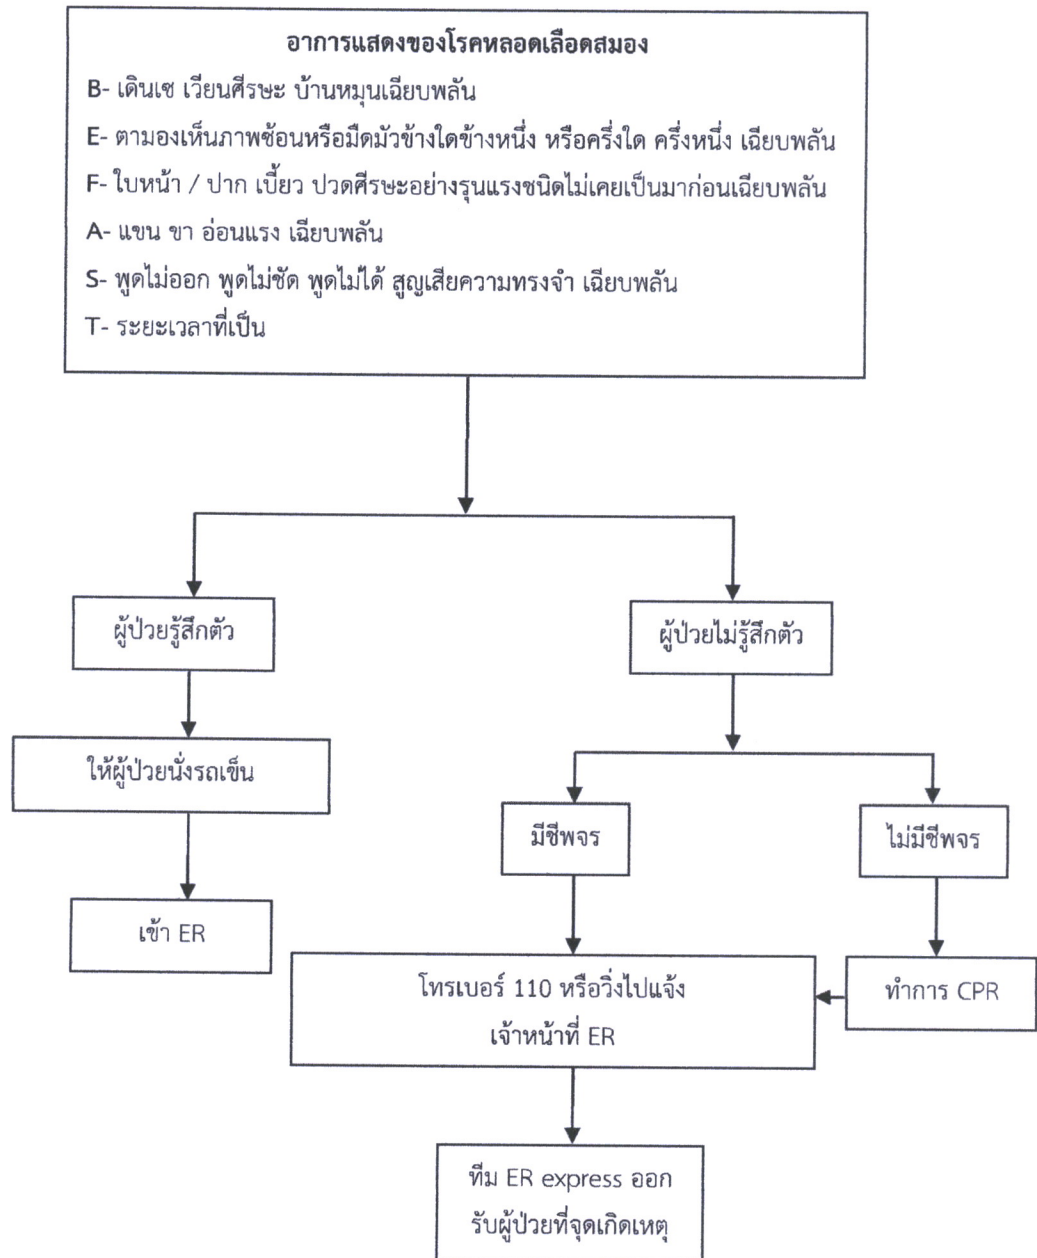 อาการแสดงของโรคหลอดเลือดสมอง
B- เดินเซ เวียนศีรษะ บ้านหมุนเฉียบพลัน
E- ตามองเห็นภาพซ้อนหรือมืดมัวข้างใดข้างหนึ่ง หรือครึ่งใด ครึ่งหนึ่ง เฉียบพลัน
F- ใบหน้า / ปาก เบี้ยว ปวดศีรษะอย่างรุนแรงชนิดไม่เคยเป็นมาก่อนเฉียบพลัน
A- แขน ขา อ่อนแรง เฉียบพลัน
S- พูดไม่ออก พูดไม่ชัด พูดไม่ได้ สูญเสียความทรงจำ เฉียบพลัน
T- ระยะเวลาที่เป็น
ผู้ป่วยรู้สึกตัว
ผู้ป่วยไม่รู้สึกตัว
ให้ผู้ป่วยนั่งรถเข็น
มีชีพจร
ไม่มีชีพจร
เข้า ER
โทรเบอร์ 110 หรือวิ่งไปแจ้ง
เจ้าหน้าที่ ER
ทำการ CPR
ทีม ER express ออก
รับผู้ป่วยที่จุดเกิดเหตุ